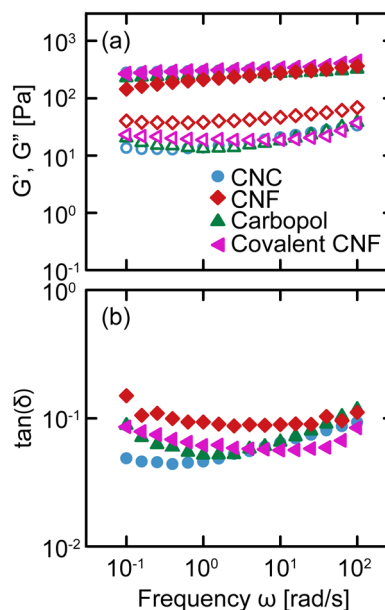 (a)
10³
10²
10¹
10⁰
10⁻¹
G', G" [Pa]
CNC
CNF
Carbopol
Covalent CNF
(b)
10⁰
10⁻¹
10⁻²
tan(δ)
10⁻¹ 10⁰ 10¹ 10²
Frequency ω [rad/s]